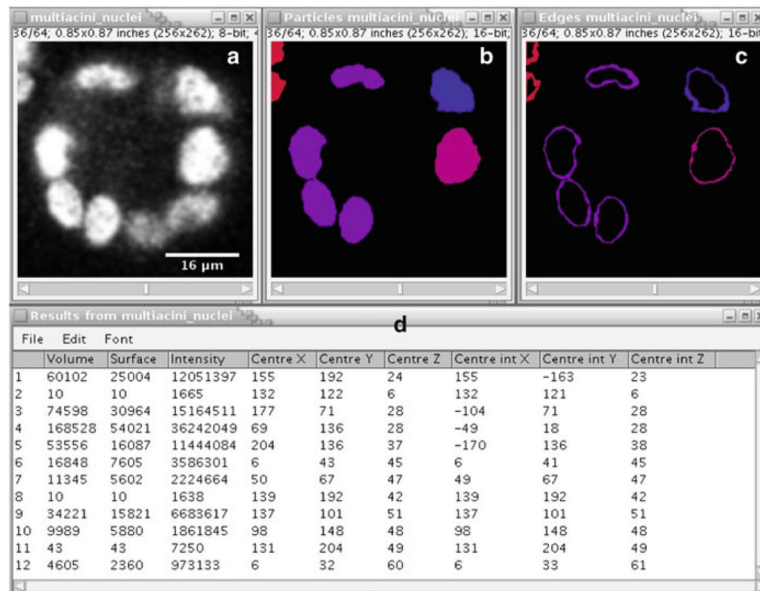 multiacini_nuclei
36/64; 0.85x0.87 inches (256x262); 8-bit;
a
16 µm
Particles multiacini_nuclei
36/64; 0.85x0.87 inches (256x262); 16-bit
b
Edges multiacini_nuclei
36/64; 0.85x0.87 inches (256x262); 16-bit;
c
Results from multiacini_nuclei
d
File Edit Font
Volume Surface Intensity Centre X Centre Y Centre Z Centre int X Centre int Y Centre int Z
1 60102 25004 12051397 155 192 24 155 -163 23
2 10 10 1665 132 122 6 132 121 6
3 74598 30964 15164511 177 71 28 -104 71 28
4 168528 54021 36242049 69 136 28 -49 18 28
5 53556 16087 11444084 204 136 37 -170 136 38
6 16848 7605 3586301 6 43 45 6 41 45
7 11345 5602 2224664 50 67 47 49 67 47
8 10 10 1638 139 192 42 139 192 42
9 34221 15821 6683617 137 101 51 137 101 51
10 9989 5880 1861845 98 148 48 98 148 48
11 43 43 7250 131 204 49 131 204 49
12 4605 2360 973133 6 32 60 6 33 61